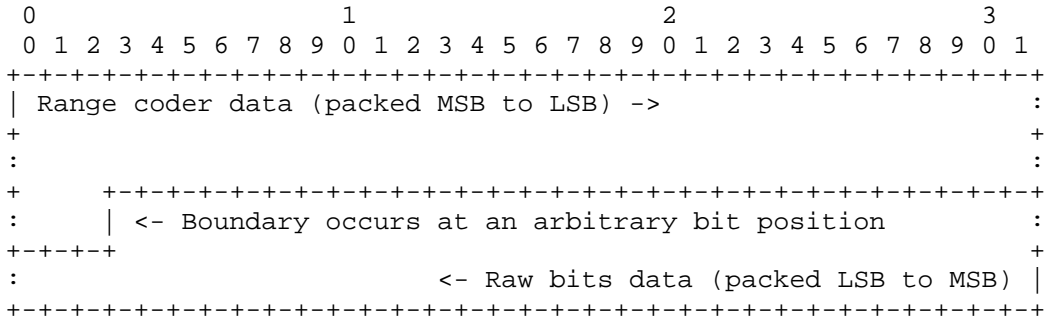 0                   1                   2                   3
 0 1 2 3 4 5 6 7 8 9 0 1 2 3 4 5 6 7 8 9 0 1 2 3 4 5 6 7 8 9 0 1
+-+-+-+-+-+-+-+-+-+-+-+-+-+-+-+-+-+-+-+-+-+-+-+-+-+-+-+-+-+-+-+-+
| Range coder data (packed MSB to LSB) ->                       :
+                                                               +
:                                                               :
+     +-+-+-+-+-+-+-+-+-+-+-+-+-+-+-+-+-+-+-+-+-+-+-+-+-+-+-+-+-+
:     | <- Boundary occurs at an arbitrary bit position         :
+-+-+-+                                                         +
:                          <- Raw bits data (packed LSB to MSB) |
+-+-+-+-+-+-+-+-+-+-+-+-+-+-+-+-+-+-+-+-+-+-+-+-+-+-+-+-+-+-+-+-+